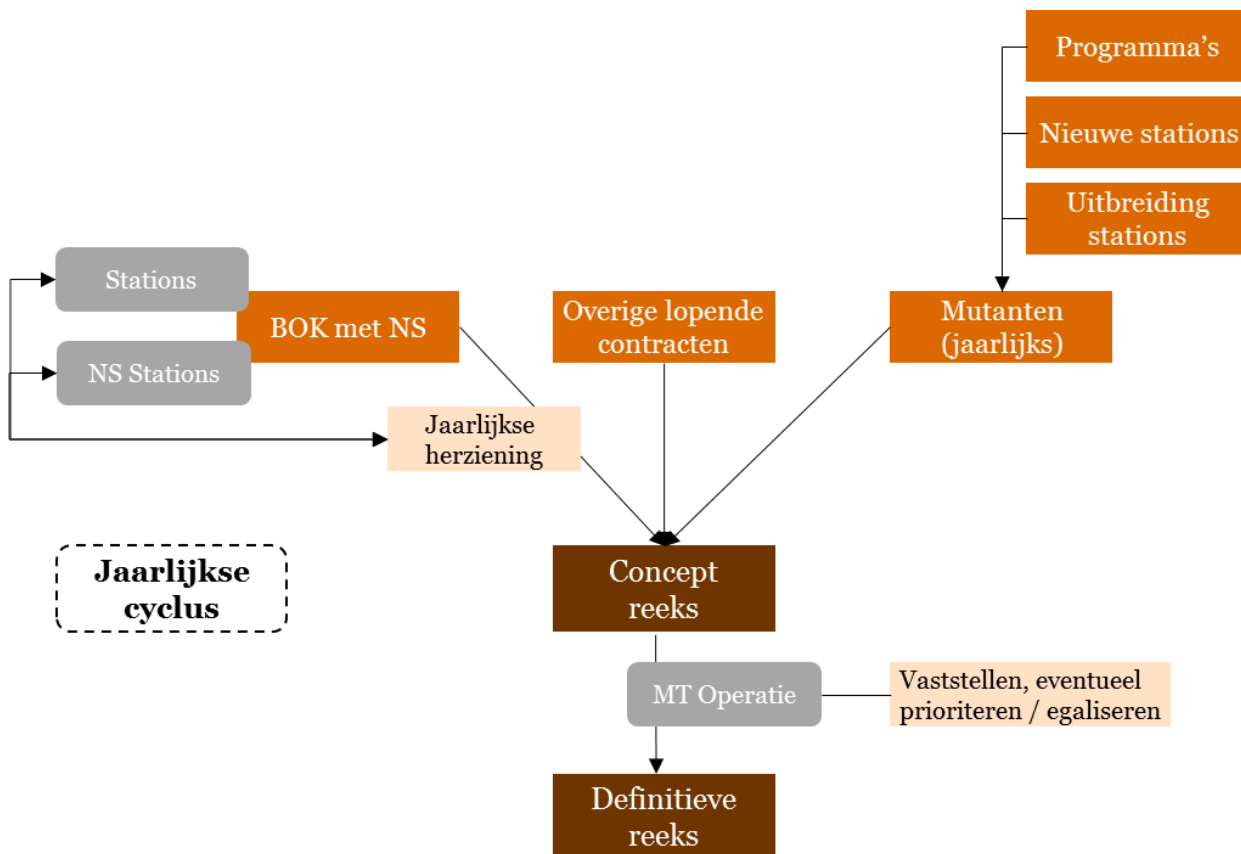 Programma’s
Nieuwe stations
Uitbreiding
stations
Stations
BOK met NS
NS Stations
Overige lopende
contracten
Mutanten
(jaarlijks)
Jaarlijkse
herziening
Jaarlijkse
cyclus
Concept
reeks
MT Operatie
Vaststellen, eventueel
prioriteren / egaliseren
Definitieve
reeks